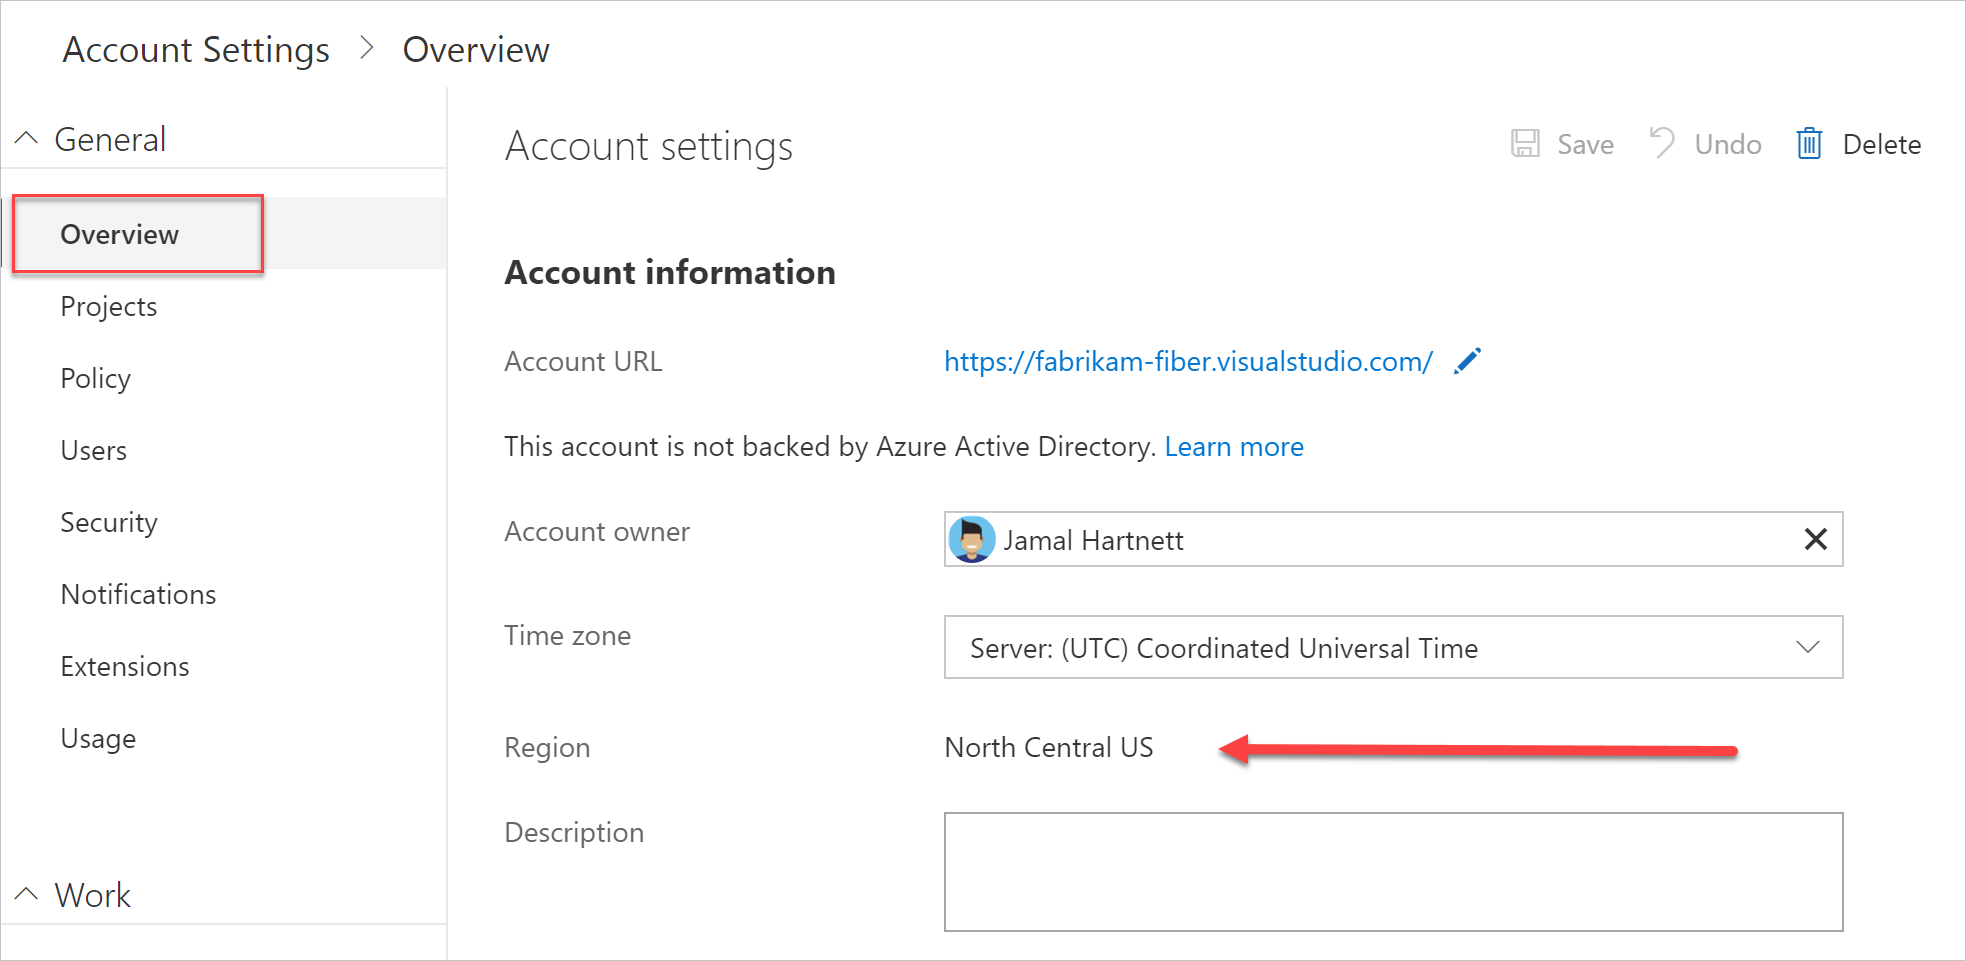 Account Settings > Overview
General
Overview
Projects
Policy
Users
Security
Notifications
Extensions
Usage
Work
Account settings
Save Undo Delete
Account information
Account URL https://fabrikam-fiber.visualstudio.com/
This account is not backed by Azure Active Directory. Learn more
Account owner Jamal Hartnett
Time zone Server: (UTC) Coordinated Universal Time
Region North Central US
Description